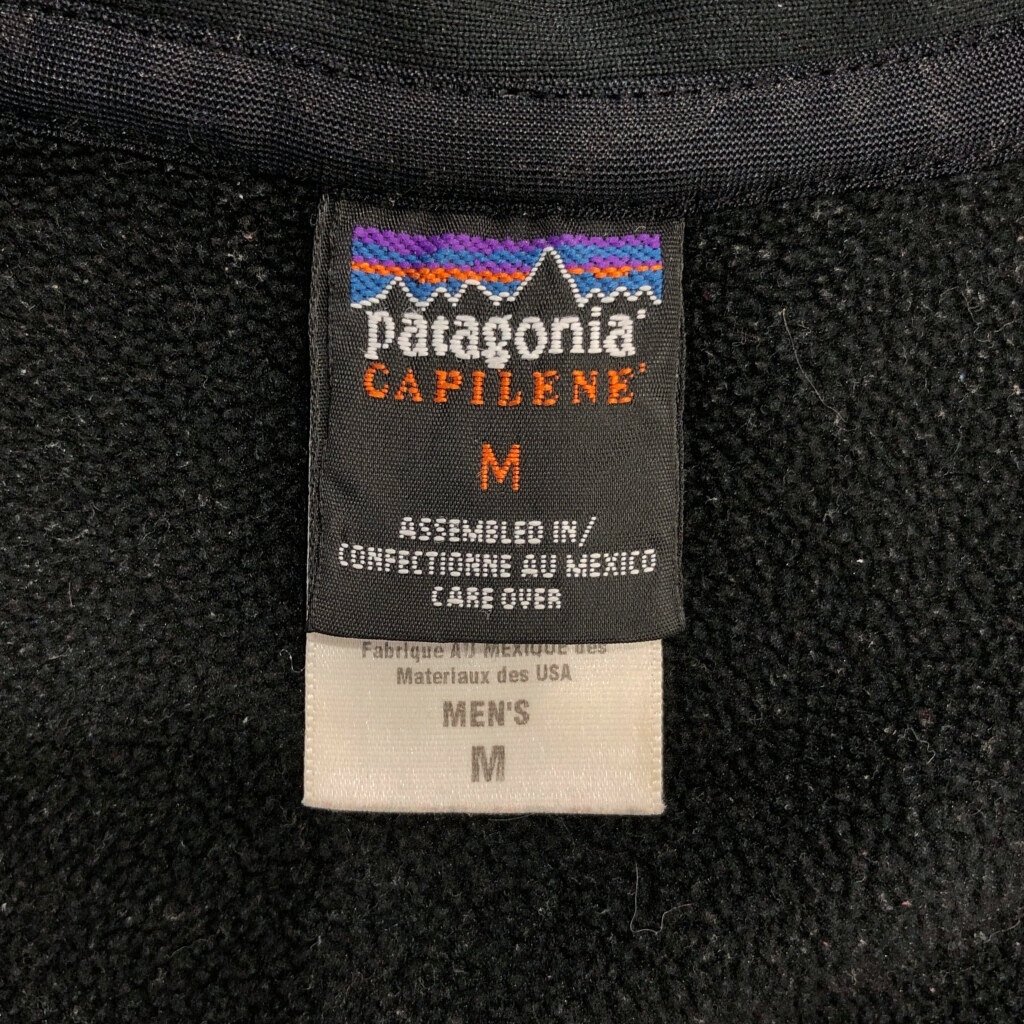 patagonia®
CAPILENE®
M
ASSEMBLED IN/
CONFECTIONNE AU MEXICO
CARE OVER
Fabrique AU MEXIQUE des
Materiaux des USA
MEN'S
M